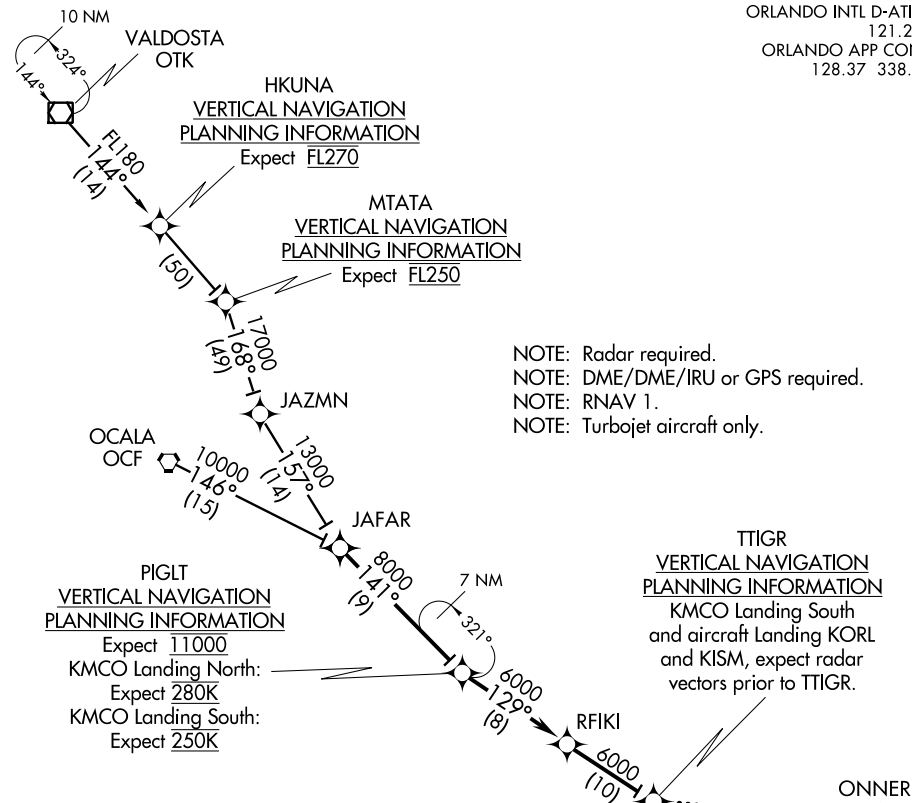 ORLANDO INTL D-ATI
121.2
ORLANDO APP CO
128.37 338.
10 NM
324°
144°
VALDOSTA
OTK
HKUNA
VERTICAL NAVIGATION
PLANNING INFORMATION
Expect FL270
FL180
144°
(14)
MTATA
VERTICAL NAVIGATION
PLANNING INFORMATION
Expect FL250
(50)
17000
168°
(49)
NOTE: Radar required.
NOTE: DME/DME/IRU or GPS required.
NOTE: RNAV 1.
NOTE: Turbojet aircraft only.
JAZMN
OCALA
OCF
10000
146°
(15)
13000
157°
(14)
JAFAR
8000
141°
(9)
7 NM
321°
PIGLT
VERTICAL NAVIGATION
PLANNING INFORMATION
Expect 11000
KMCO Landing North:
Expect 280K
KMCO Landing South:
Expect 250K
TTIGR
VERTICAL NAVIGATION
PLANNING INFORMATION
KMCO Landing South
and aircraft Landing KORL
and KISM, expect radar
vectors prior to TTIGR.
6000
129°
(8)
RFIKI
6000
(10)
ONNER